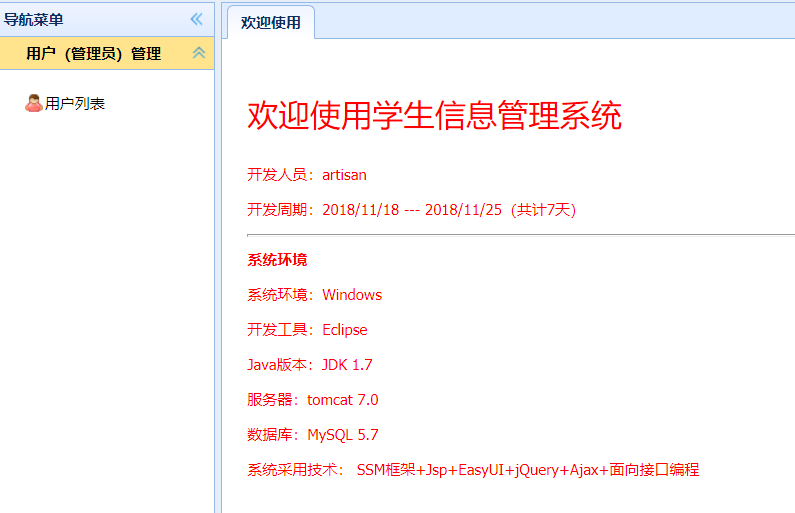 导航菜单
用户（管理员）管理
用户列表
欢迎使用
欢迎使用学生信息管理系统
开发人员：artisan
开发周期：2018/11/18 --- 2018/11/25（共计7天）
系统环境
系统环境：Windows
开发工具：Eclipse
Java版本：JDK 1.7
服务器：tomcat 7.0
数据库：MySQL 5.7
系统采用技术： SSM框架+Jsp+EasyUI+jQuery+Ajax+面向接口编程